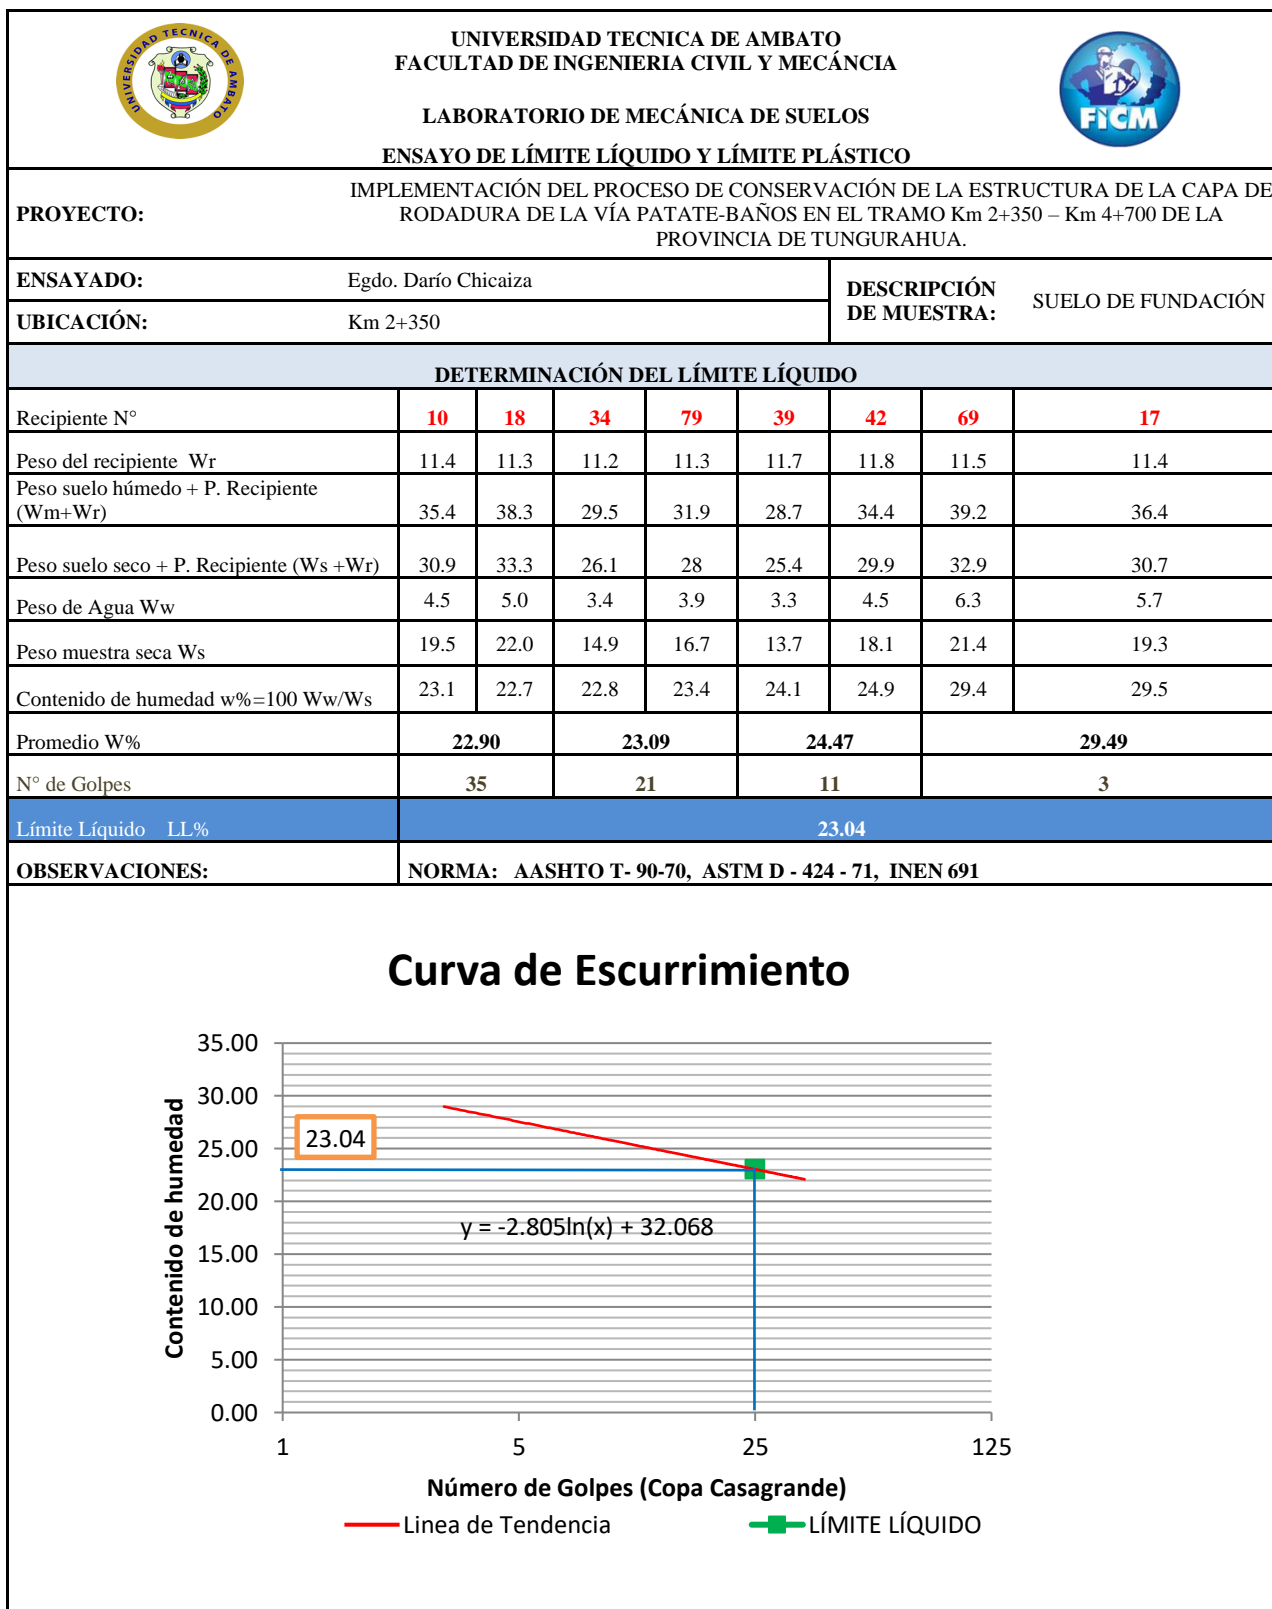 UNIVERSIDAD TECNICA DE AMBATO
UNIVERSIDAD TECNICA DE AMBATO
FACULTAD DE INGENIERIA CIVIL Y MECÁNCIA
LABORATORIO DE MECÁNICA DE SUELOS
FICM
ENSAYO DE LÍMITE LÍQUIDO Y LÍMITE PLÁSTICO
PROYECTO:
IMPLEMENTACIÓN DEL PROCESO DE CONSERVACIÓN DE LA ESTRUCTURA DE LA CAPA DE
RODADURA DE LA VÍA PATATE-BAÑOS EN EL TRAMO Km 2+350 – Km 4+700 DE LA
PROVINCIA DE TUNGURAHUA.
ENSAYADO: Egdo. Darío Chicaiza
UBICACIÓN: Km 2+350
DESCRIPCIÓN
DE MUESTRA:
SUELO DE FUNDACIÓN
DETERMINACIÓN DEL LÍMITE LÍQUIDO
Recipiente N° 10 18 34 79 39 42 69 17
Peso del recipiente Wr 11.4 11.3 11.2 11.3 11.7 11.8 11.5 11.4
Peso suelo húmedo + P. Recipiente
(Wm+Wr) 35.4 38.3 29.5 31.9 28.7 34.4 39.2 36.4
Peso suelo seco + P. Recipiente (Ws +Wr) 30.9 33.3 26.1 28 25.4 29.9 32.9 30.7
Peso de Agua Ww 4.5 5.0 3.4 3.9 3.3 4.5 6.3 5.7
Peso muestra seca Ws 19.5 22.0 14.9 16.7 13.7 18.1 21.4 19.3
Contenido de humedad w%=100 Ww/Ws 23.1 22.7 22.8 23.4 24.1 24.9 29.4 29.5
Promedio W% 22.90 23.09 24.47 29.49
N° de Golpes 35 21 11 3
Límite Líquido LL% 23.04
OBSERVACIONES: NORMA: AASHTO T- 90-70, ASTM D - 424 - 71, INEN 691
Curva de Escurrimiento
Contenido de humedad
35.00
30.00
25.00
20.00
15.00
10.00
5.00
0.00
23.04
y = -2.805ln(x) + 32.068
1 5 25 125
Número de Golpes (Copa Casagrande)
Linea de Tendencia LÍMITE LÍQUIDO